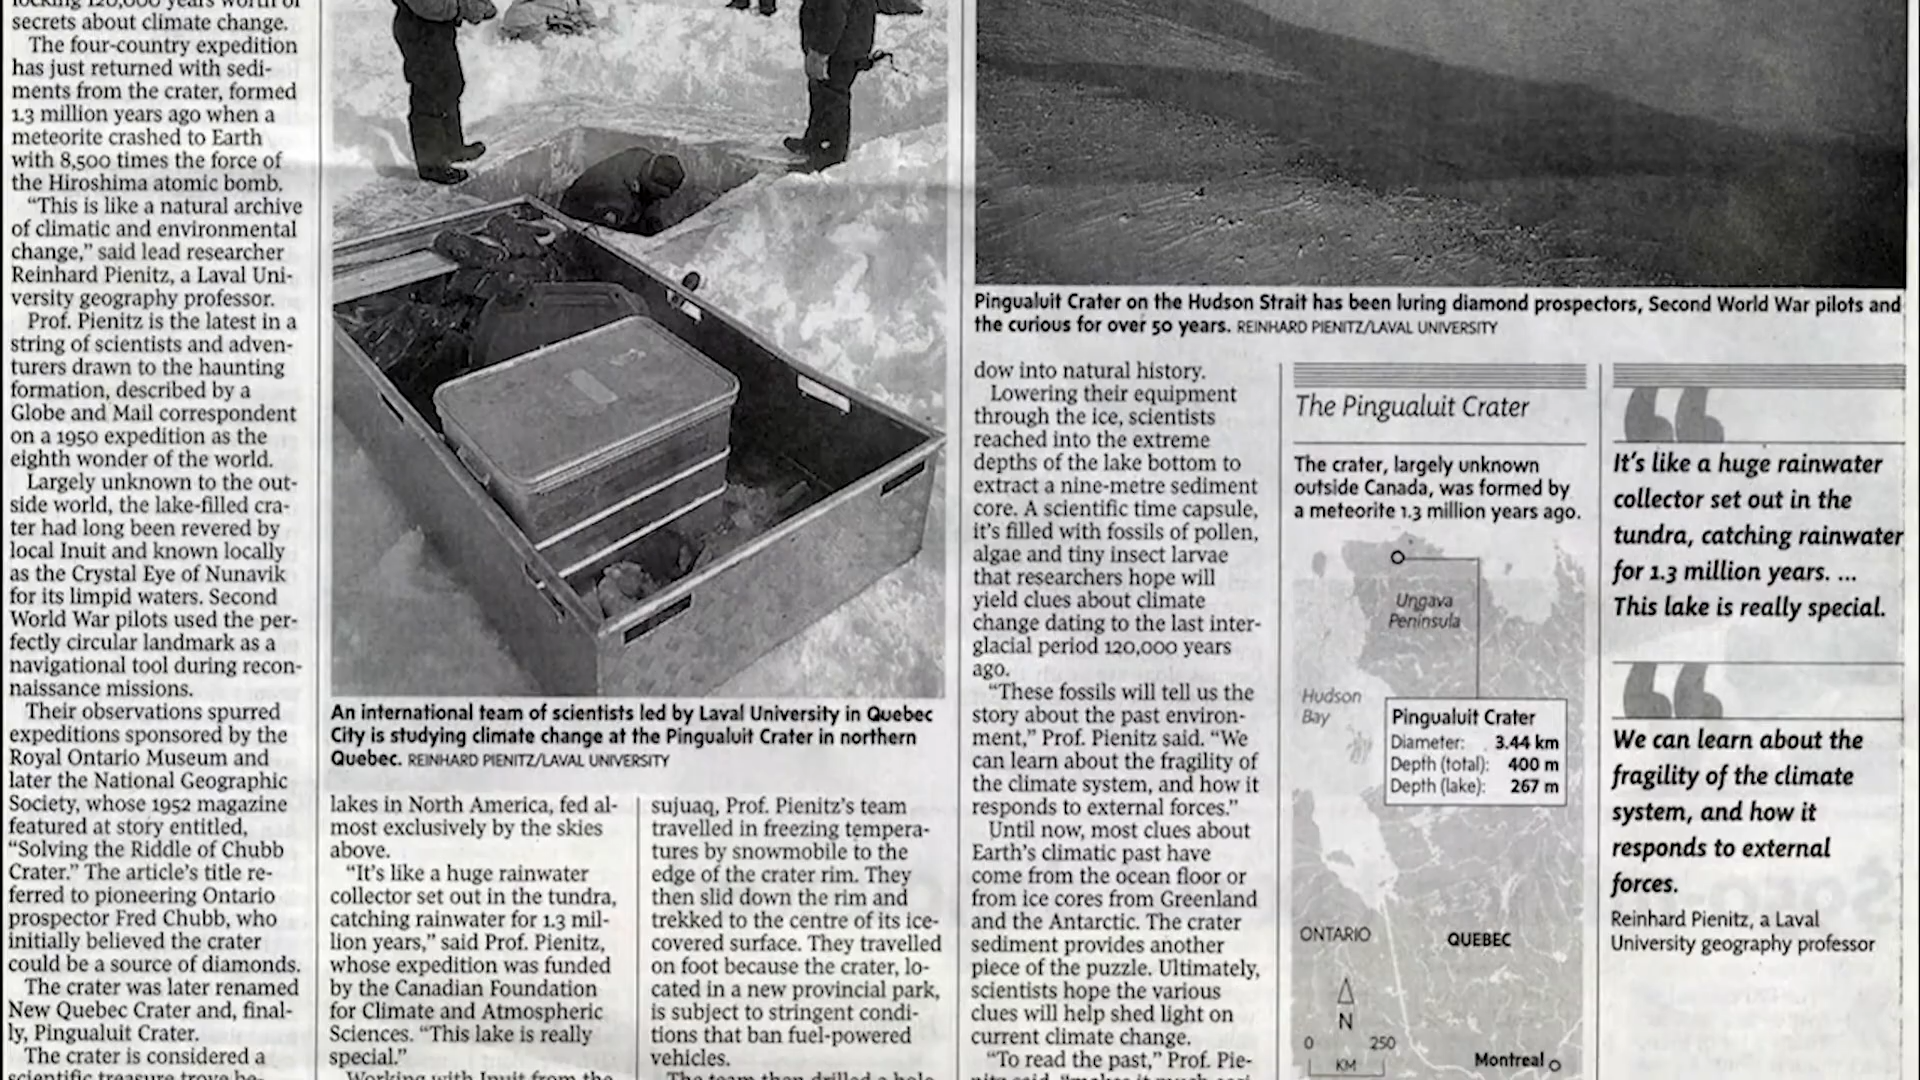 secrets about climate change.
The four-country expedition
has just returned with sedi-
ments from the crater, formed
1.3 million years ago when a
meteorite crashed to Earth
with 8,500 times the force of
the Hiroshima atomic bomb.
“This is like a natural archive
of climatic and environmental
change,” said lead researcher
Reinhard Pienitz, a Laval Uni-
versity geography professor.
Prof. Pienitz is the latest in a
string of scientists and adven-
turers drawn to the haunting
formation, described by a
Globe and Mail correspondent
on a 1950 expedition as the
eighth wonder of the world.
Largely unknown to the out-
side world, the lake-filled cra-
ter had long been revered by
local Inuit and known locally
as the Crystal Eye of Nunavik
for its limpid waters. Second
World War pilots used the per-
fectly circular landmark as a
navigational tool during recon-
naissance missions.
Their observations spurred
expeditions sponsored by the
Royal Ontario Museum and
later the National Geographic
Society, whose 1952 magazine
featured at story entitled,
“Solving the Riddle of Chubb
Crater.” The article’s title re-
ferred to pioneering Ontario
prospector Fred Chubb, who
initially believed the crater
could be a source of diamonds.
The crater was later renamed
New Quebec Crater and, final-
ly, Pingualuit Crater.
The crater is considered a
scientific treasure trove be-
An international team of scientists led by Laval University in Quebec
City is studying climate change at the Pingualuit Crater in northern
Quebec. REINHARD PIENITZ/LAVAL UNIVERSITY
lakes in North America, fed al-
most exclusively by the skies
above.
“It’s like a huge rainwater
collector set out in the tundra,
catching rainwater for 1.3 mil-
lion years,” said Prof. Pienitz,
whose expedition was funded
by the Canadian Foundation
for Climate and Atmospheric
Sciences. “This lake is really
special.”
Working with Inuit from the
sujuaq, Prof. Pienitz’s team
travelled in freezing tempera-
tures by snowmobile to the
edge of the crater rim. They
then slid down the rim and
trekked to the centre of its ice-
covered surface. They travelled
on foot because the crater, lo-
cated in a new provincial park,
is subject to stringent condi-
tions that ban fuel-powered
vehicles.
The team then drilled a hole
Pingualuit Crater on the Hudson Strait has been luring diamond prospectors, Second World War pilots and
the curious for over 50 years. REINHARD PIENITZ/LAVAL UNIVERSITY
dow into natural history.
Lowering their equipment
through the ice, scientists
reached into the extreme
depths of the lake bottom to
extract a nine-metre sediment
core. A scientific time capsule,
it’s filled with fossils of pollen,
algae and tiny insect larvae
that researchers hope will
yield clues about climate
change dating to the last inter-
glacial period 120,000 years
ago.
“These fossils will tell us the
story about the past environ-
ment,” Prof. Pienitz said. “We
can learn about the fragility of
the climate system, and how it
responds to external forces.”
Until now, most clues about
Earth’s climatic past have
come from the ocean floor or
from ice cores from Greenland
and the Antarctic. The crater
sediment provides another
piece of the puzzle. Ultimately,
scientists hope the various
clues will help shed light on
current climate change.
“To read the past,” Prof. Pie-
The Pingualuit Crater
The crater, largely unknown
outside Canada, was formed by
a meteorite 1.3 million years ago.
Ungava
Peninsula
Hudson
Bay
Pingualuit Crater
Diameter: 3.44 km
Depth (total): 400 m
Depth (lake): 267 m
ONTARIO
QUEBEC
N
0 250
KM
Montreal
“
It’s like a huge rainwater
collector set out in the
tundra, catching rainwater
for 1.3 million years. ...
This lake is really special.
“
We can learn about the
fragility of the climate
system, and how it
responds to external
forces.
Reinhard Pienitz, a Laval
University geography professor